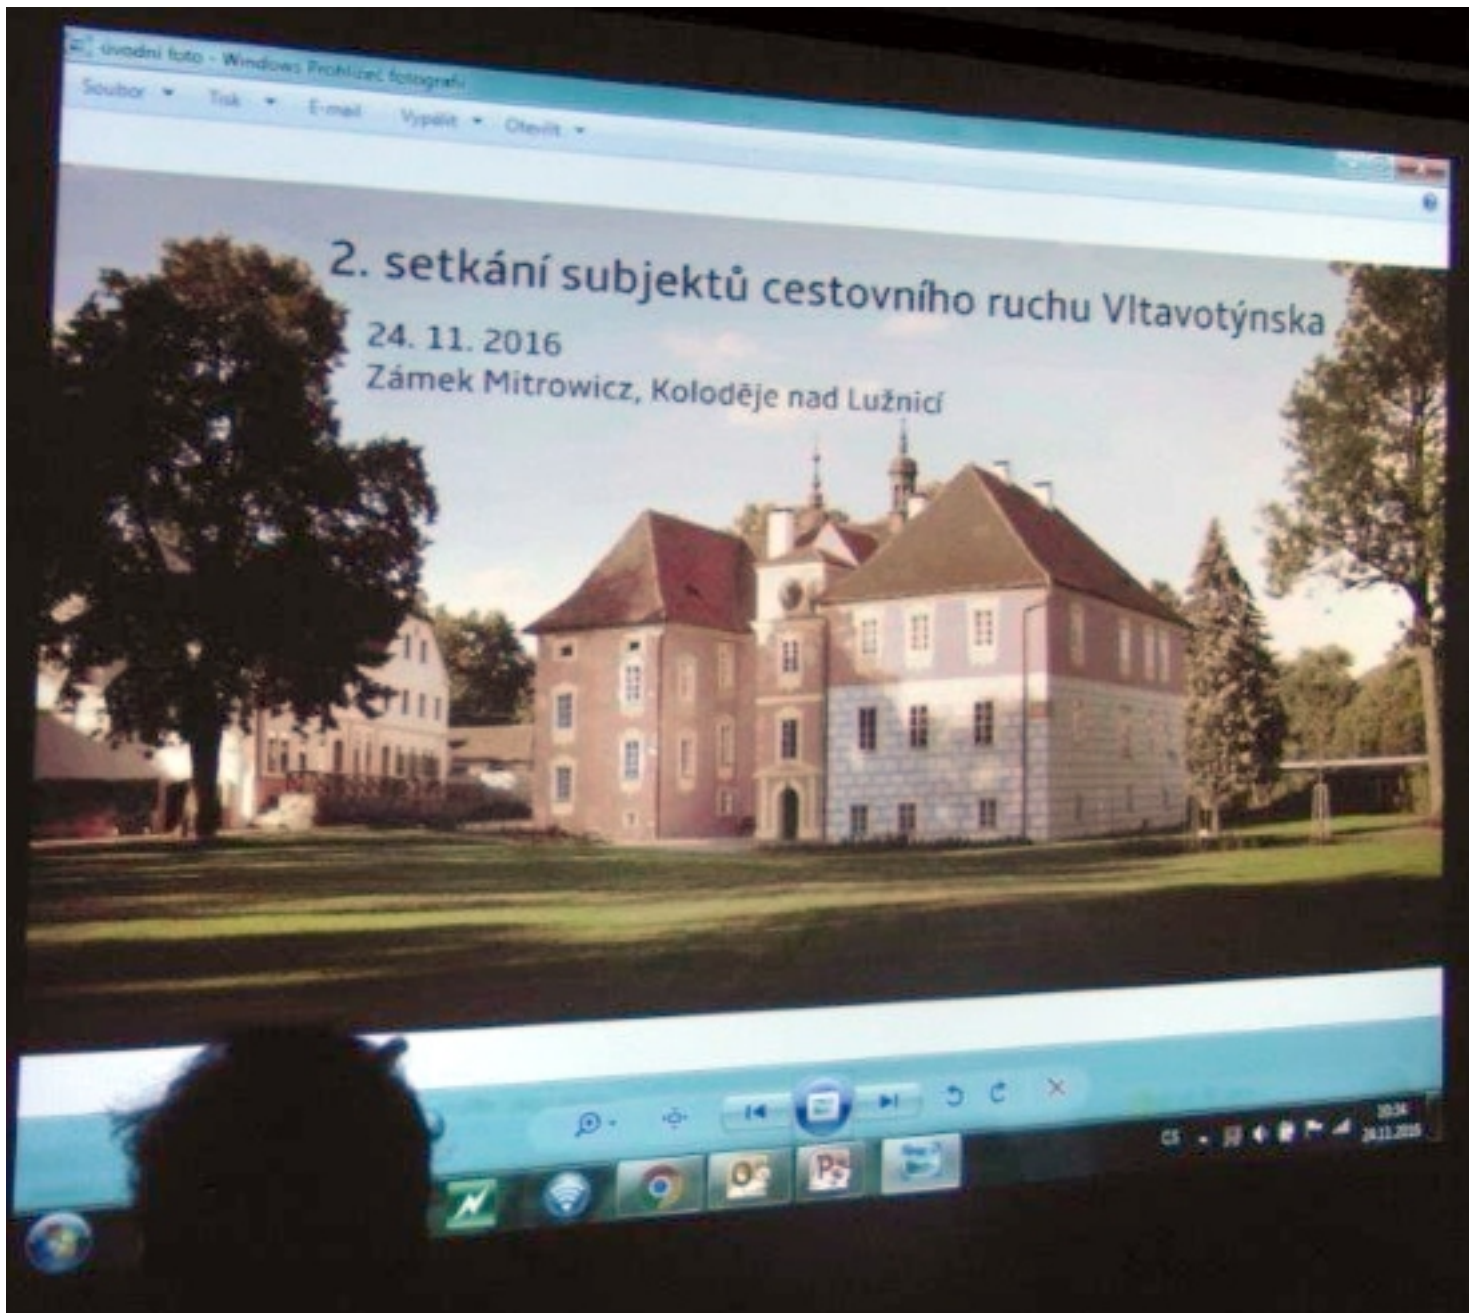 úvodní foto - Windows Prohlížeč fotografií
Soubor Tisk E-mail Vypálit Otevřít
2. setkání subjektů cestovního ruchu Vltavotýnska
24. 11. 2016
Zámek Mitrowicz, Koloděje nad Lužnicí
CS